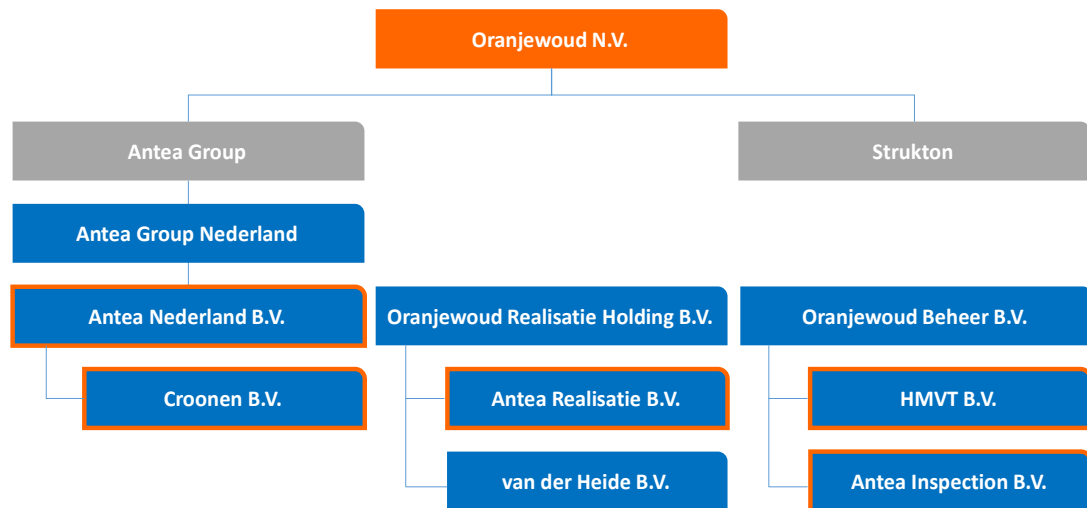 Oranjewoud N.V.
Antea Group
Strukton
Antea Group Nederland
Antea Nederland B.V.
Oranjewoud Realisatie Holding B.V.
Oranjewoud Beheer B.V.
Croonen B.V.
Antea Realisatie B.V.
HMVT B.V.
van der Heide B.V.
Antea Inspection B.V.